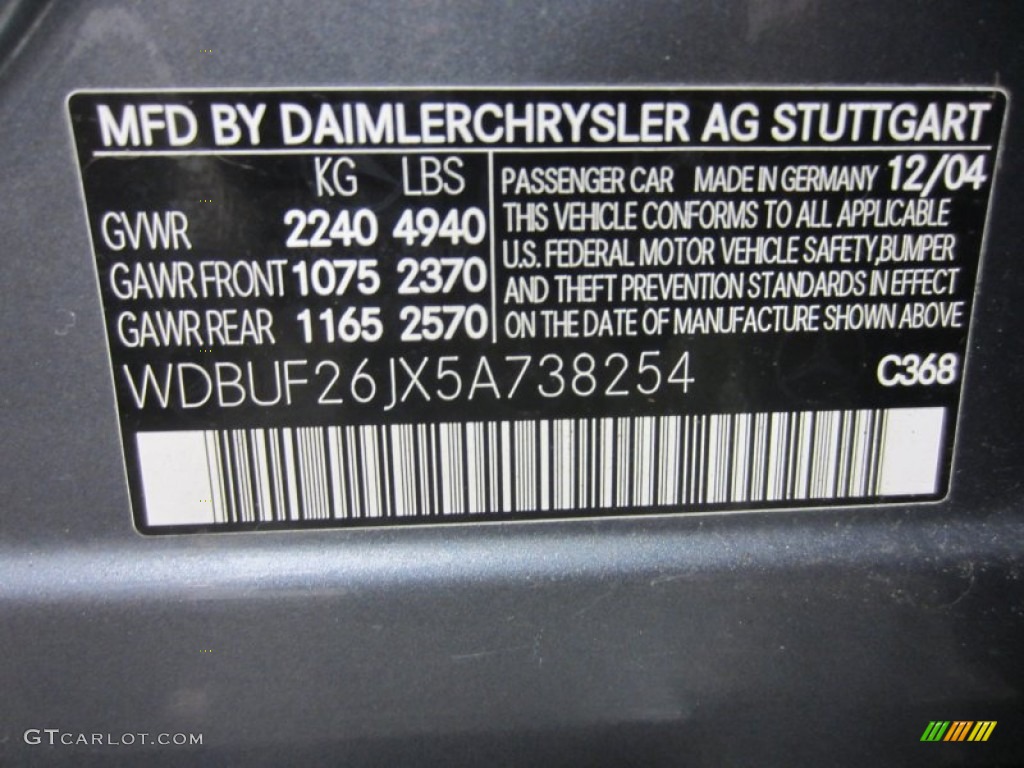 MFD BY DAIMLERCHRYSLER AG STUTTGART
KG LBS
GVWR 2240 4940
GAWR FRONT 1075 2370
GAWR REAR 1165 2570
PASSENGER CAR MADE IN GERMANY 12/04
THIS VEHICLE CONFORMS TO ALL APPLICABLE
U.S. FEDERAL MOTOR VEHICLE SAFETY,BUMPER
AND THEFT PREVENTION STANDARDS IN EFFECT
ON THE DATE OF MANUFACTURE SHOWN ABOVE
WDBUF26JX5A738254 C368
GTCARLOT.COM